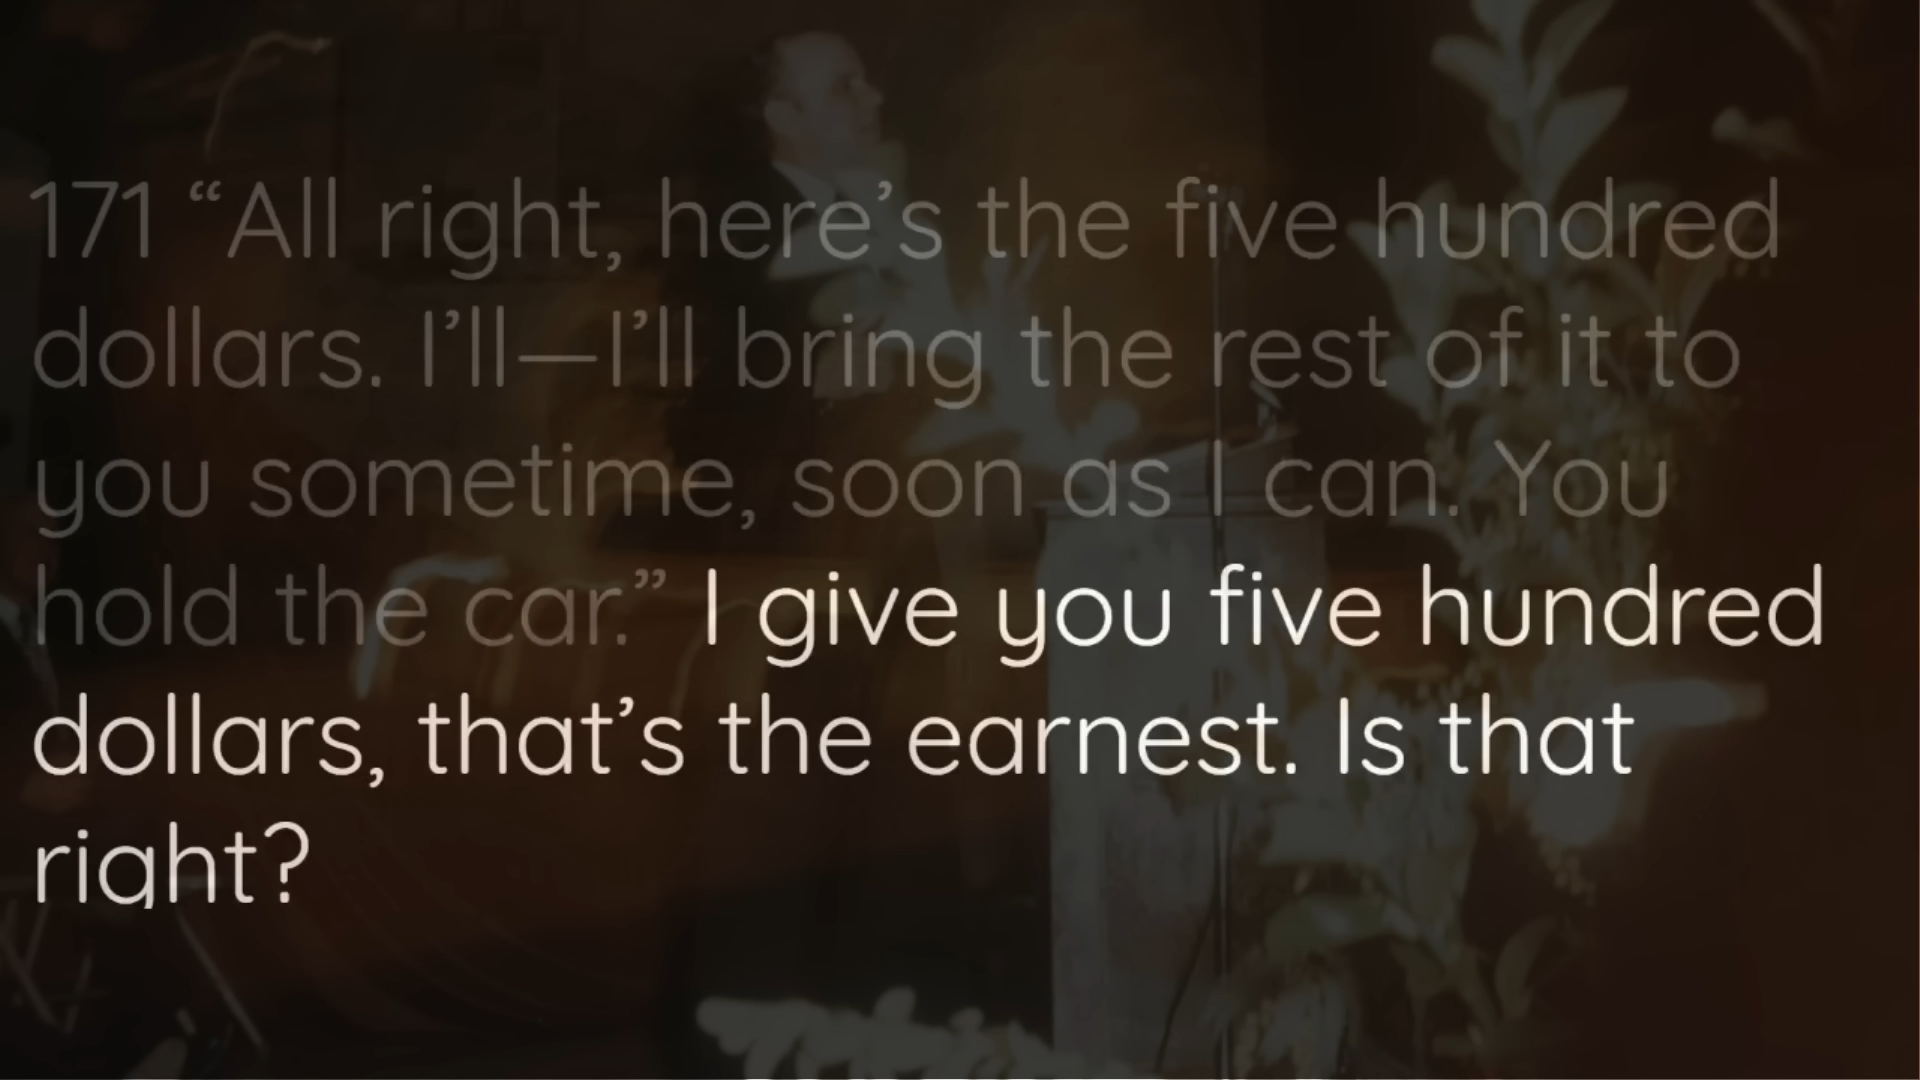 171 “All right, here’s the five hundred
dollars. I’ll—I’ll bring the rest of it to
you sometime, soon as I can. You
hold the car.” I give you five hundred
dollars, that’s the earnest. Is that
right?